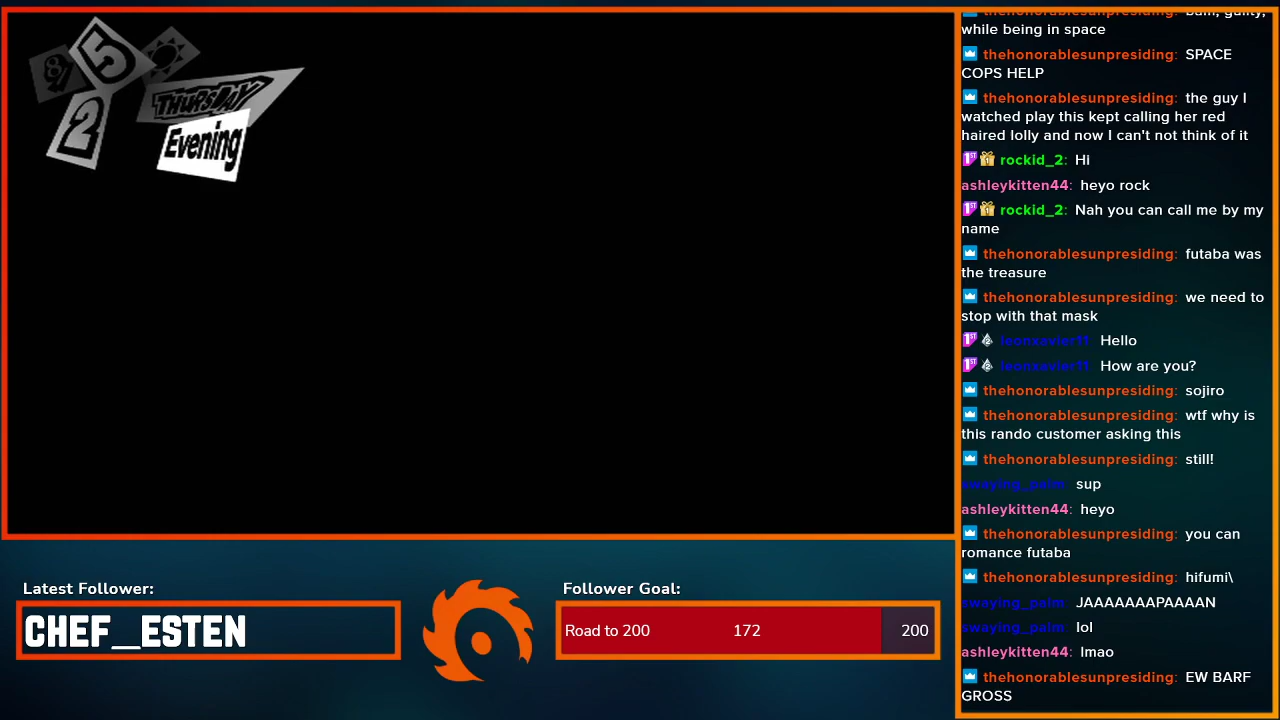 8/
5
2
THURSDAY
Evening
while being in space
thehonorablesunpresiding: SPACE
COPS HELP
thehonorablesunpresiding: the guy I
watched play this kept calling her red
haired lolly and now I can't not think of it
rockid_2: Hi
ashleykitten44: heyo rock
rockid_2: Nah you can call me by my
name
thehonorablesunpresiding: futaba was
the treasure
thehonorablesunpresiding: we need to
stop with that mask
leonxavier11: Hello
leonxavier11: How are you?
thehonorablesunpresiding: sojiro
thehonorablesunpresiding: wtf why is
this rando customer asking this
thehonorablesunpresiding: still!
swaying_palm: sup
ashleykitten44: heyo
thehonorablesunpresiding: you can
romance futaba
thehonorablesunpresiding: hifumi\
swaying_palm: JAAAAAAAPAAAAN
swaying_palm: lol
ashleykitten44: lmao
thehonorablesunpresiding: EW BARF
GROSS
Latest Follower:
CHEF_ESTEN
Follower Goal:
Road to 200 172 200